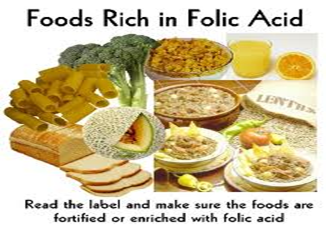 Foods Rich in Folic Acid
LENTILS
Read the label and make sure the foods are
fortified or enriched with folic acid